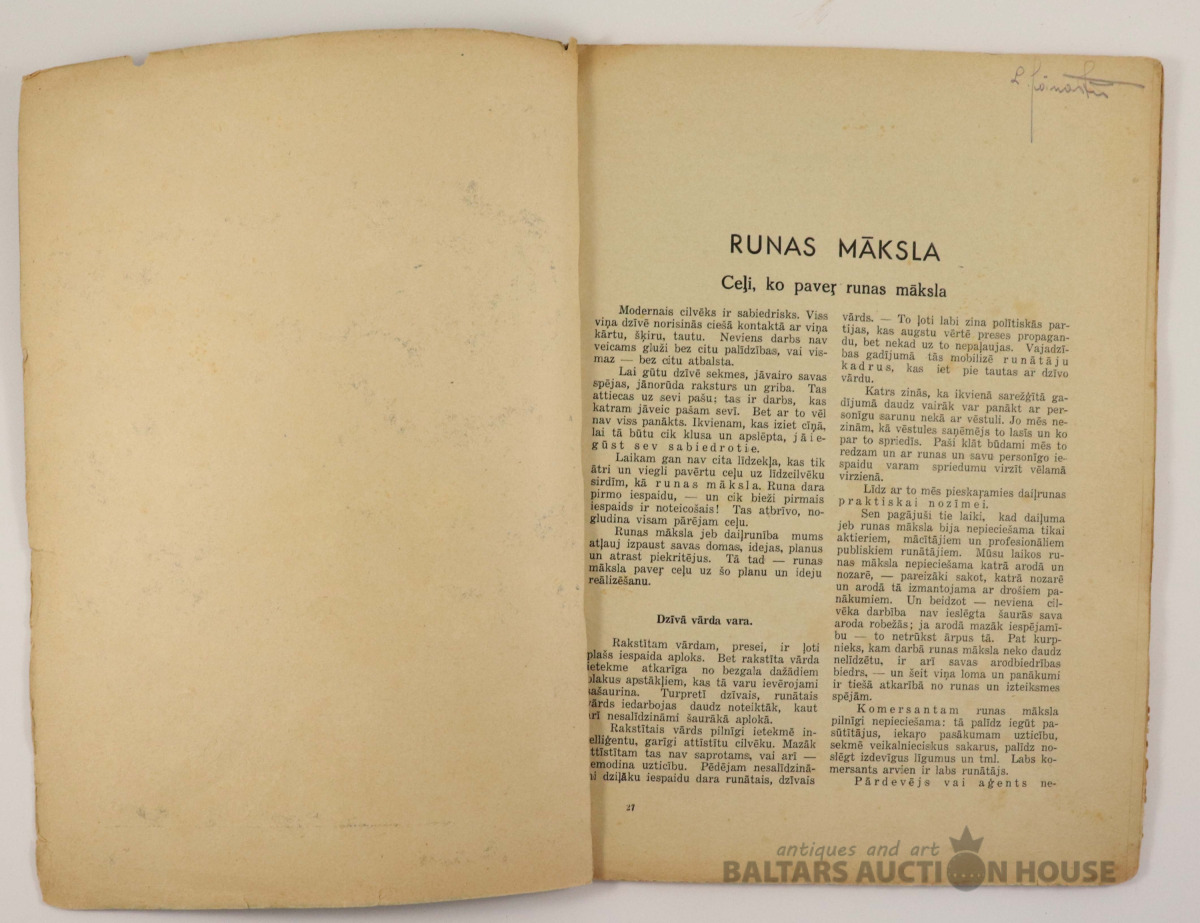 RUNAS MĀKSLA
Ceļi, ko paveŗ runas māksla
Modernais cilvēks ir sabiedrisks. Viss
viņa dzīvē norisinās ciešā kontaktā ar viņa
kārtu, šķiru, tautu. Neviens darbs nav
veicams gluži bez citu palīdzības, vai vis-
maz — bez citu atbalsta.
Lai gūtu dzīvē sekmes, jāvairo savas
spējas, jānorūda raksturs un griba. Tas
attiecas uz sevi pašu; tas ir darbs, kas
katram jāveic pašam sevī. Bet ar to vēl
nav viss panākts. Ikvienam, kas iziet cīņā,
lai tā būtu cik klusa un apslēpta, jāie-
gūst sev sabiedrotie.
Laikam gan nav cita līdzekļa, kas tik
ātri un viegli pavērtu ceļu uz līdzcilvēku
sirdīm, kā runas māksla. Runa dara
pirmo iespaidu, — un cik bieži pirmais
iespaids ir noteicošais! Tas atbrīvo, no-
gludina visam pārējam ceļu.
Runas māksla jeb daiļrunība mums
atļauj izpaust savas domas, idejas, planus
un atrast piekritējus. Tā tad — runas
māksla paveŗ ceļu uz šo planu un ideju
reālizēšanu.
Dzīvā vārda vara.
Rakstītam vārdam, presei, ir ļoti
plašs iespaida aploks. Bet rakstīta vārda
ietekme atkarīga no bezgala dažādiem
blakus apstākļiem, kas tā varu ievērojami
sašaurina. Turpretī dzīvais, runātais
vārds iedarbojas daudz noteiktāk, kaut
arī nesalīdzināmi šaurākā aplokā.
Rakstītais vārds pilnīgi ietekmē in-
elliģentu, garīgi attīstītu cilvēku. Mazāk
ttīstītam tas nav saprotams, vai arī —
emodina uzticību. Pēdējam nesalīdzinā-
mi dziļāku iespaidu dara runātais, dzīvais
27
vārds. — To ļoti labi zina polītiskās par-
tijas, kas augstu vērtē preses propagan-
du, bet nekad uz to nepaļaujas. Vajadzī-
bas gadījumā tās mobilizē runātāju
kadrus, kas iet pie tautas ar dzīvo
vārdu.
Katrs zinās, ka ikvienā sarežģītā ga-
dījumā daudz vairāk var panākt ar per-
sonīgu sarunu nekā ar vēstuli. Jo mēs ne-
zinām, kā vēstules saņēmējs to lasīs un ko
par to spriedīs. Paši klāt būdami mēs to
redzam un ar runas un savu personīgo ie-
spaidu varam spriedumu virzīt vēlamā
virzienā.
Līdz ar to mēs pieskaŗamies daiļrunas
praktiskai nozīmei.
Sen pagājuši tie laiki, kad daiļuma
jeb runas māksla bija nepieciešama tikai
aktieriem, mācītājiem un profesionāliem
publiskiem runātājiem. Mūsu laikos ru-
nas māksla nepieciešama katrā arodā un
nozarē, — pareizāki sakot, katrā nozarē
un arodā tā izmantojama ar drošiem pa-
nākumiem. Un beidzot — neviena cil-
vēka darbība nav ieslēgta šaurās sava
aroda robežās; ja arodā mazāk iespējamī-
bu — to netrūkst ārpus tā. Pat kurp-
nieks, kam darbā runas māksla neko daudz
nelīdzētu, ir arī savas arodbiedrības
biedrs, — un šeit viņa loma un panākumi
ir tiešā atkarībā no runas un izteiksmes
spējām.
Komersantam runas māksla
pilnīgi nepieciešama: tā palīdz iegūt pa-
sūtītājus, iekaŗo pasākumam uzticību,
sekmē veikalnieciskus sakarus, palīdz no-
slēgt izdevīgus līgumus un tml. Labs ko-
mersants arvien ir labs runātājs.
Pārdevējs vai aģents ne-
antiques and art
BALTARS AUCTION HOUSE